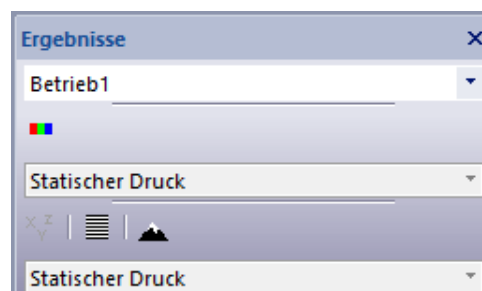 Ergebnisse
Betrieb1
Statischer Druck
X Y Z
Statischer Druck